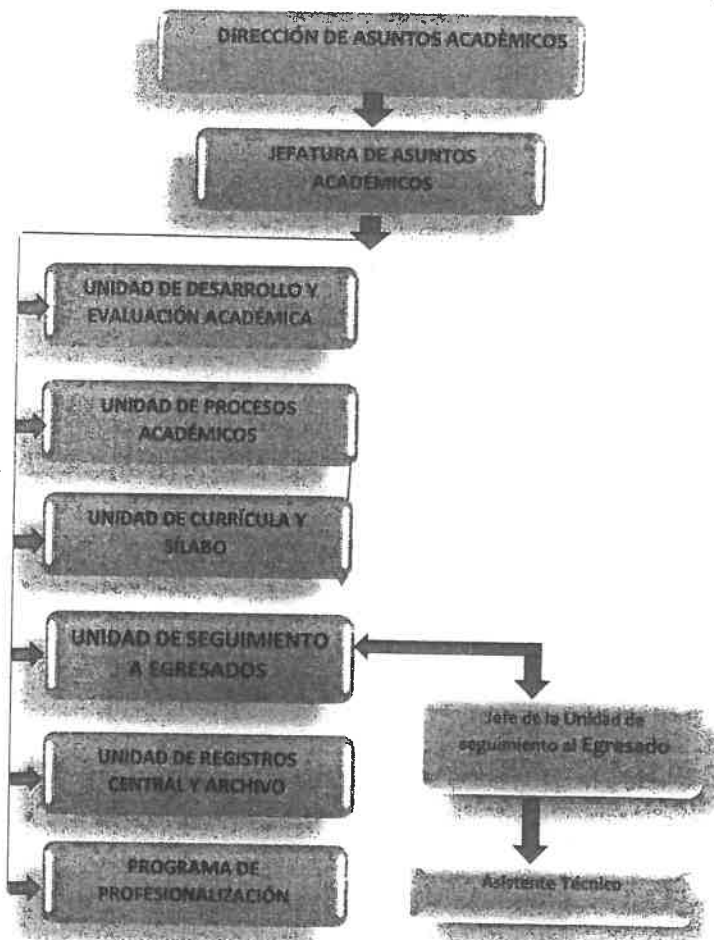 DIRECCIÓN DE ASUNTOS ACADÉMICOS
JEFATURA DE ASUNTOS
ACADÉMICOS
UNIDAD DE DESARROLLO Y
EVALUACIÓN ACADÉMICA
UNIDAD DE PROCESOS
ACADÉMICOS
UNIDAD DE CURRÍCULA Y
SÍLABO
UNIDAD DE SEGUIMIENTO
A EGRESADOS
Jefe de la Unidad de
seguimiento al Egresado
UNIDAD DE REGISTROS
CENTRAL Y ARCHIVO
Asistente Técnico
PROGRAMA DE
PROFESIONALIZACIÓN